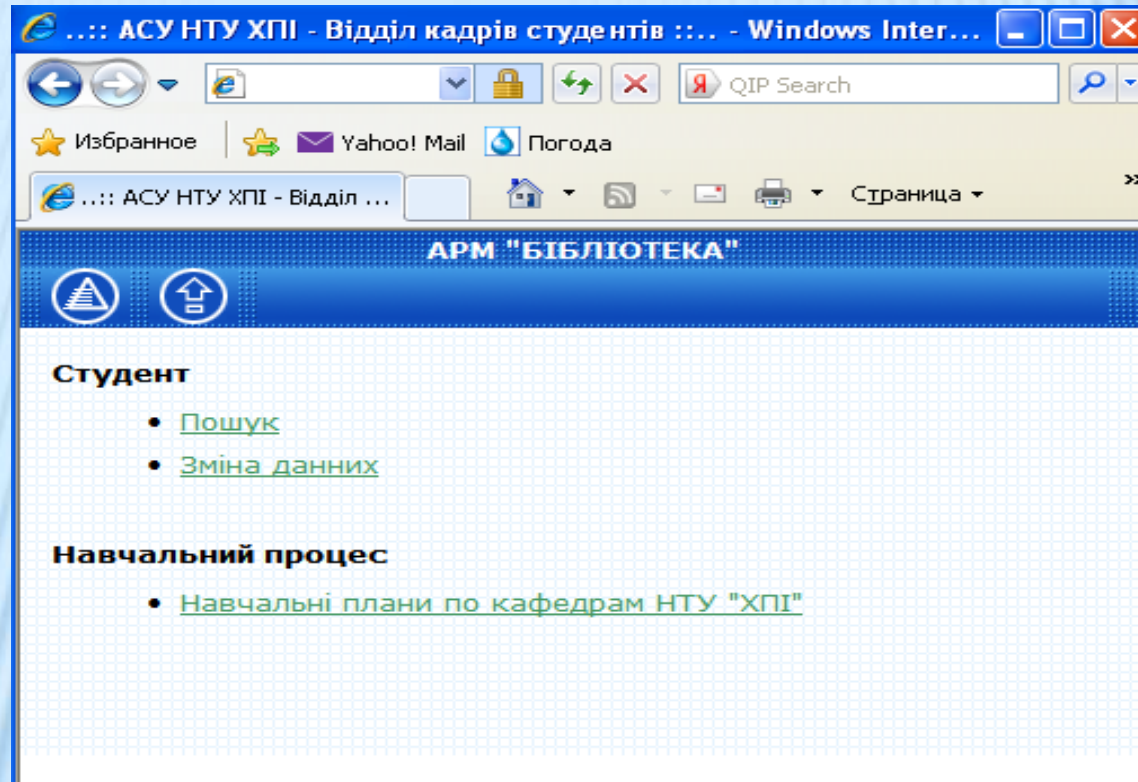 ..:: АСУ НТУ ХПІ - Відділ кадрів студентів ::.. - Windows Inter...
Я QIP Search
Избранное Yahoo! Mail Погода
..:: АСУ НТУ ХПІ - Відділ ... Страница
АРМ "БІБЛІОТЕКА"
Студент
• Пошук
• Зміна данних
Навчальний процес
• Навчальні плани по кафедрам НТУ "ХПІ"